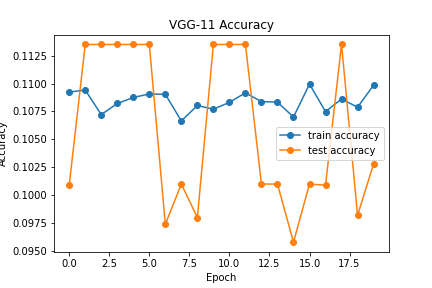 VGG-11 Accuracy
0.1125
0.1100
0.1075
0.1050
0.1025
0.1000
0.0975
0.0950
Accuracy
train accuracy
test accuracy
0.0 2.5 5.0 7.5 10.0 12.5 15.0 17.5
Epoch